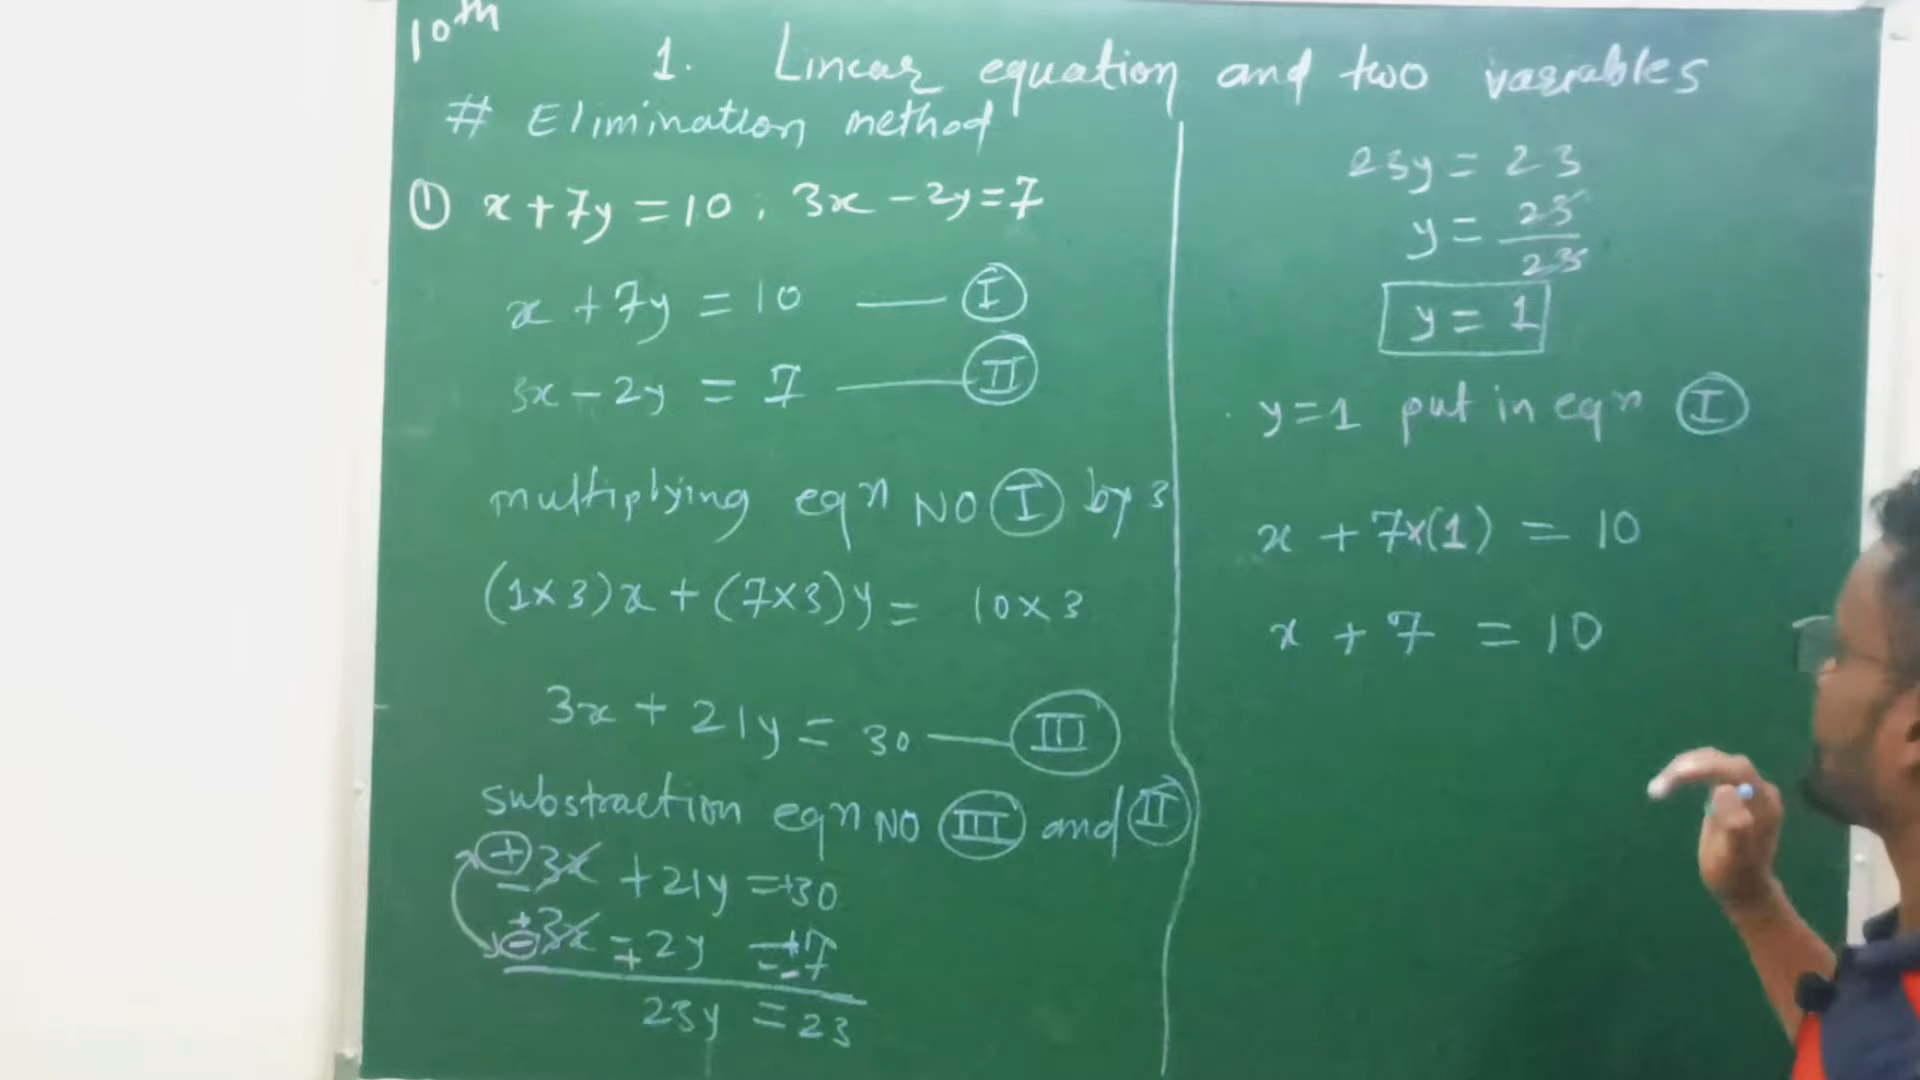 10th
1. Linear equation and two variables
# Elimination method
① x + 7y = 10 ; 3x - 2y = 7
x + 7y = 10 —— Ⓘ
3x - 2y = 7 —— Ⓘ Ⓘ
multiplying eqn NO Ⓘ by 3
(1×3)x + (7×3)y = 10×3
3x + 21y = 30 —— III
substraction eqn NO III and II
+ 3x + 21y = +30
- + 3x - 2y = +7
- + -
23y = 23
23y = 23
y = 23/23
y = 1
y = 1 put in eqn I
x + 7×(1) = 10
x + 7 = 10